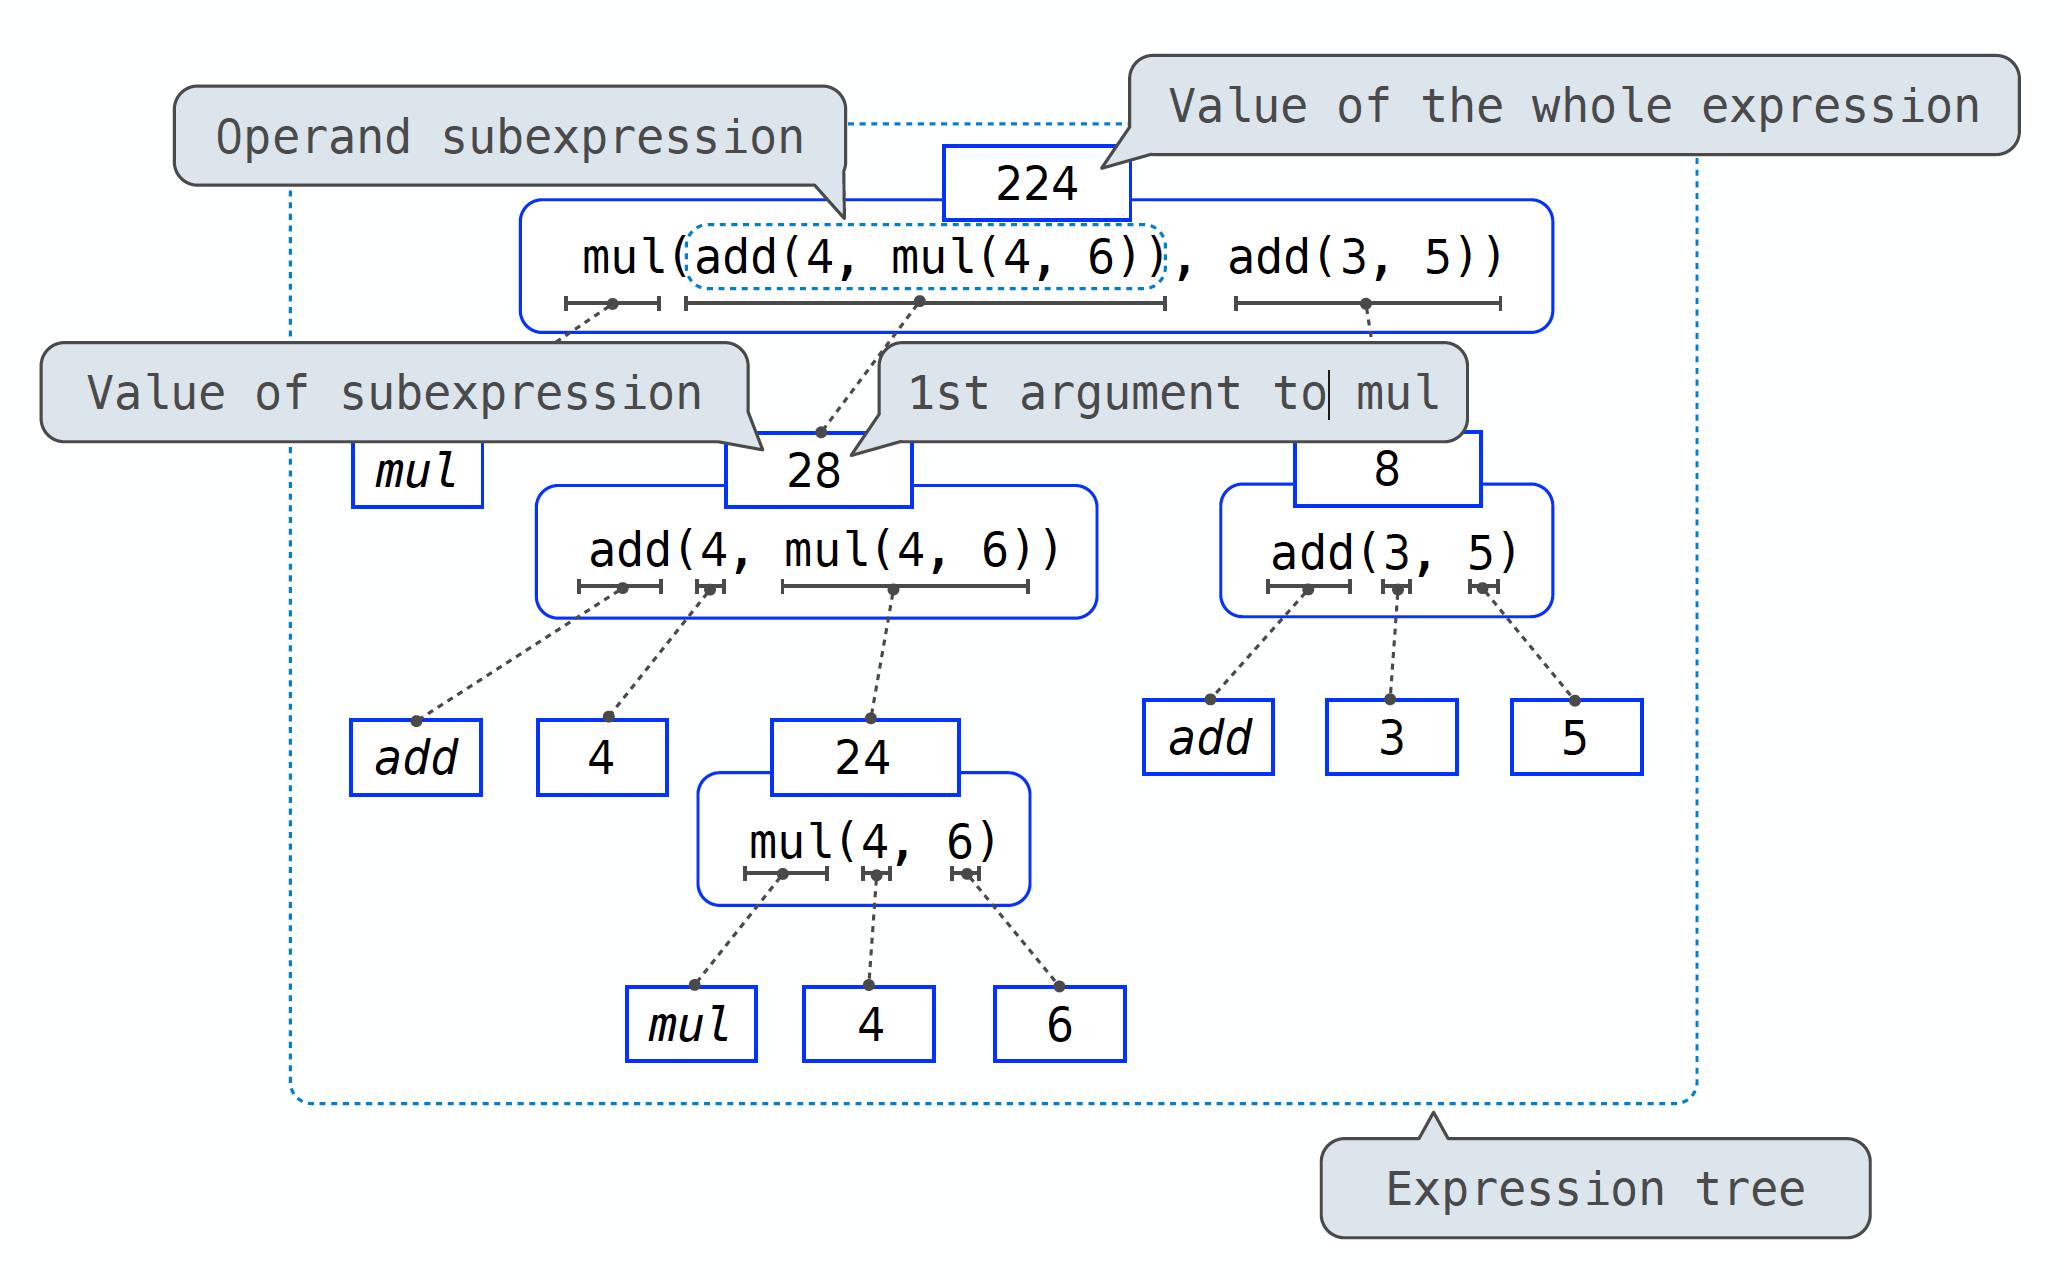 Operand subexpression
Value of the whole expression
224
mul(add(4, mul(4, 6)), add(3, 5))
Value of subexpression
1st argument to mul
mul
28
8
add(4, mul(4, 6))
add(3, 5)
add
4
24
add
3
5
mul(4, 6)
mul
4
6
Expression tree